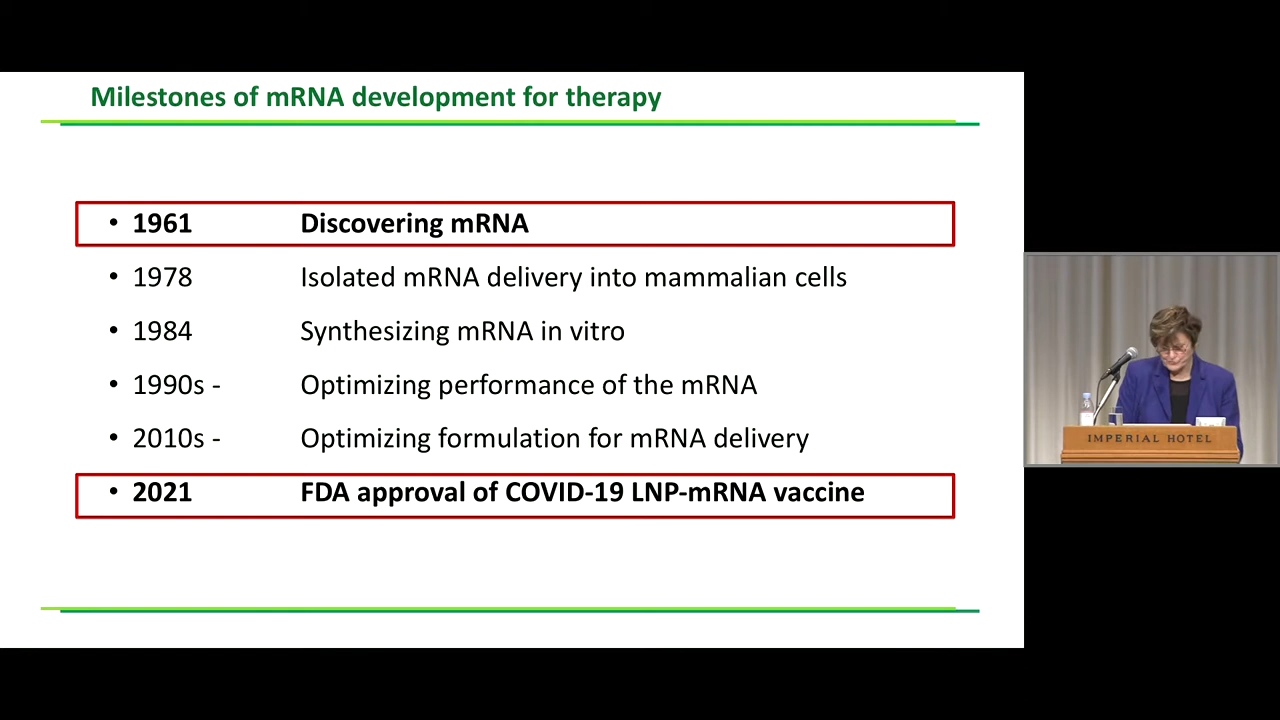 Milestones of mRNA development for therapy
• 1961 Discovering mRNA
• 1978 Isolated mRNA delivery into mammalian cells
• 1984 Synthesizing mRNA in vitro
• 1990s - Optimizing performance of the mRNA
• 2010s - Optimizing formulation for mRNA delivery
• 2021 FDA approval of COVID-19 LNP-mRNA vaccine
IMPERIAL HOTEL